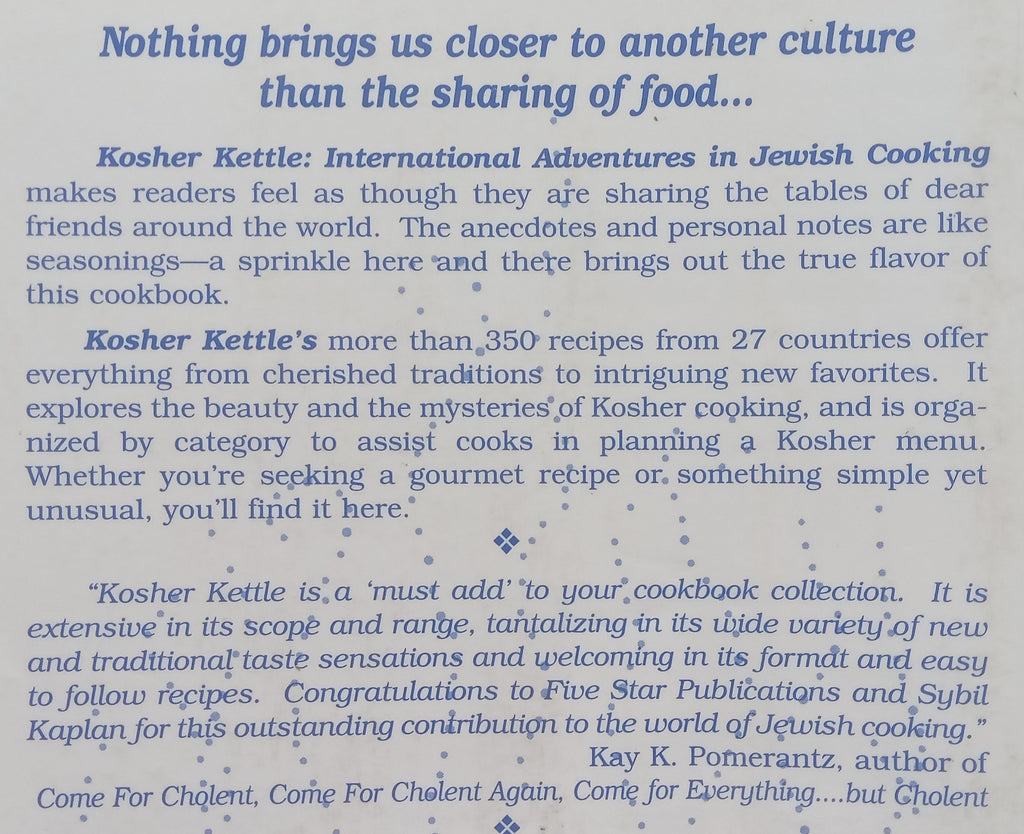 Nothing brings us closer to another culture
than the sharing of food...
Kosher Kettle: International Adventures in Jewish Cooking
makes readers feel as though they are sharing the tables of dear
friends around the world. The anecdotes and personal notes are like
seasonings—a sprinkle here and there brings out the true flavor of
this cookbook.
Kosher Kettle's more than 350 recipes from 27 countries offer
everything from cherished traditions to intriguing new favorites. It
explores the beauty and the mysteries of Kosher cooking, and is orga-
nized by category to assist cooks in planning a Kosher menu.
Whether you're seeking a gourmet recipe or something simple yet
unusual, you'll find it here.
"Kosher Kettle is a 'must add' to your cookbook collection. It is
extensive in its scope and range, tantalizing in its wide variety of new
and traditional taste sensations and welcoming in its format and easy
to follow recipes. Congratulations to Five Star Publications and Sybil
Kaplan for this outstanding contribution to the world of Jewish cooking."
Kay K. Pomerantz, author of
Come For Cholent, Come For Cholent Again, Come for Everything....but Cholent